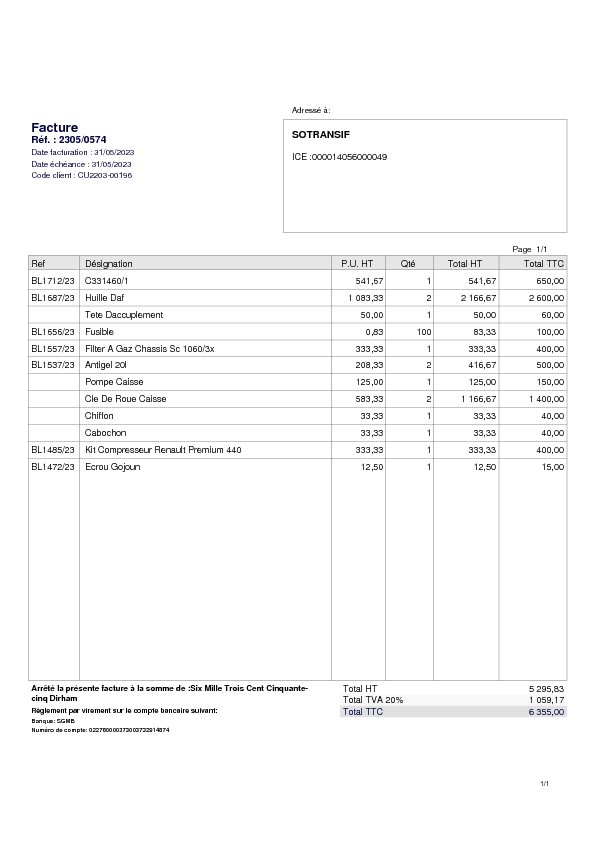 Adressé à:
Facture
Réf. : 2305/0574
Date facturation : 31/05/2023
Date échéance : 31/05/2023
Code client : CU2203-00196
SOTRANSIF
ICE :000014056000049
Page 1/1
Ref Désignation P.U. HT Qté Total HT Total TTC
BL1712/23 C331460/1 541,67 1 541,67 650,00
BL1687/23 Huille Daf 1 083,33 2 2 166,67 2 600,00
Tete Daccuplement 50,00 1 50,00 60,00
BL1656/23 Fusible 0,83 100 83,33 100,00
BL1557/23 Filter A Gaz Chassis Sc 1060/3x 333,33 1 333,33 400,00
BL1537/23 Antigel 20l 208,33 2 416,67 500,00
Pompe Caisse 125,00 1 125,00 150,00
Cle De Roue Caisse 583,33 2 1 166,67 1 400,00
Chiffon 33,33 1 33,33 40,00
Cabochon 33,33 1 33,33 40,00
BL1485/23 Kit Compresseur Renault Premium 440 333,33 1 333,33 400,00
BL1472/23 Ecrou Gojoun 12,50 1 12,50 15,00
Arrêté la présente facture à la somme de :Six Mille Trois Cent Cinquante-
cinq Dirham
Règlement par virement sur le compte bancaire suivant:
Banque: SGMB
Numéro de compte:
Total HT 5 295,83
Total TVA 20% 1 059,17
Total TTC 6 355,00
1/1